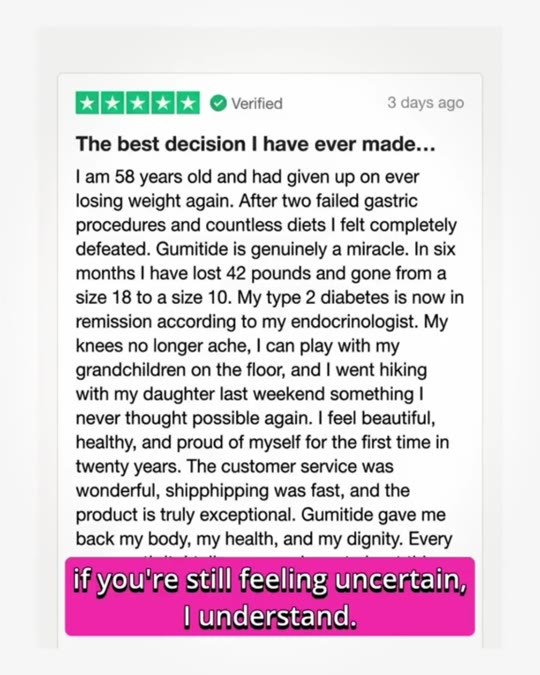 Verified
3 days ago
The best decision I have ever made...
I am 58 years old and had given up on ever
losing weight again. After two failed gastric
procedures and countless diets I felt completely
defeated. Gumitide is genuinely a miracle. In six
months I have lost 42 pounds and gone from a
size 18 to a size 10. My type 2 diabetes is now in
remission according to my endocrinologist. My
knees no longer ache, I can play with my
grandchildren on the floor, and I went hiking
with my daughter last weekend something I
never thought possible again. I feel beautiful,
healthy, and proud of myself for the first time in
twenty years. The customer service was
wonderful, shipphipping was fast, and the
product is truly exceptional. Gumitide gave me
back my body, my health, and my dignity. Every
if you're still feeling uncertain,
I understand.